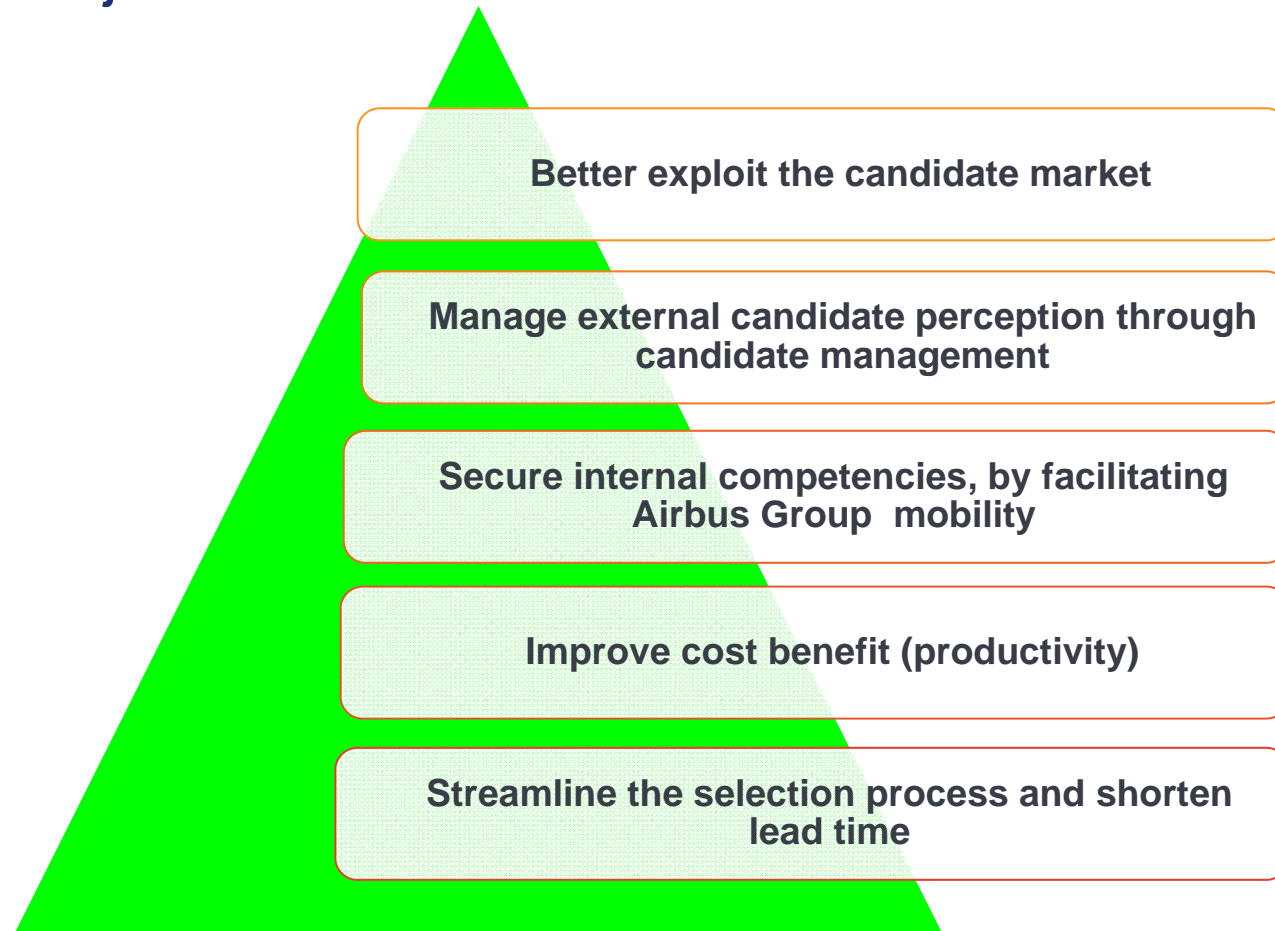 Better exploit the candidate market
Manage external candidate perception through
candidate management
Secure internal competencies, by facilitating
Airbus Group  mobility
Improve cost benefit (productivity)
Streamline the selection process and shorten
lead time